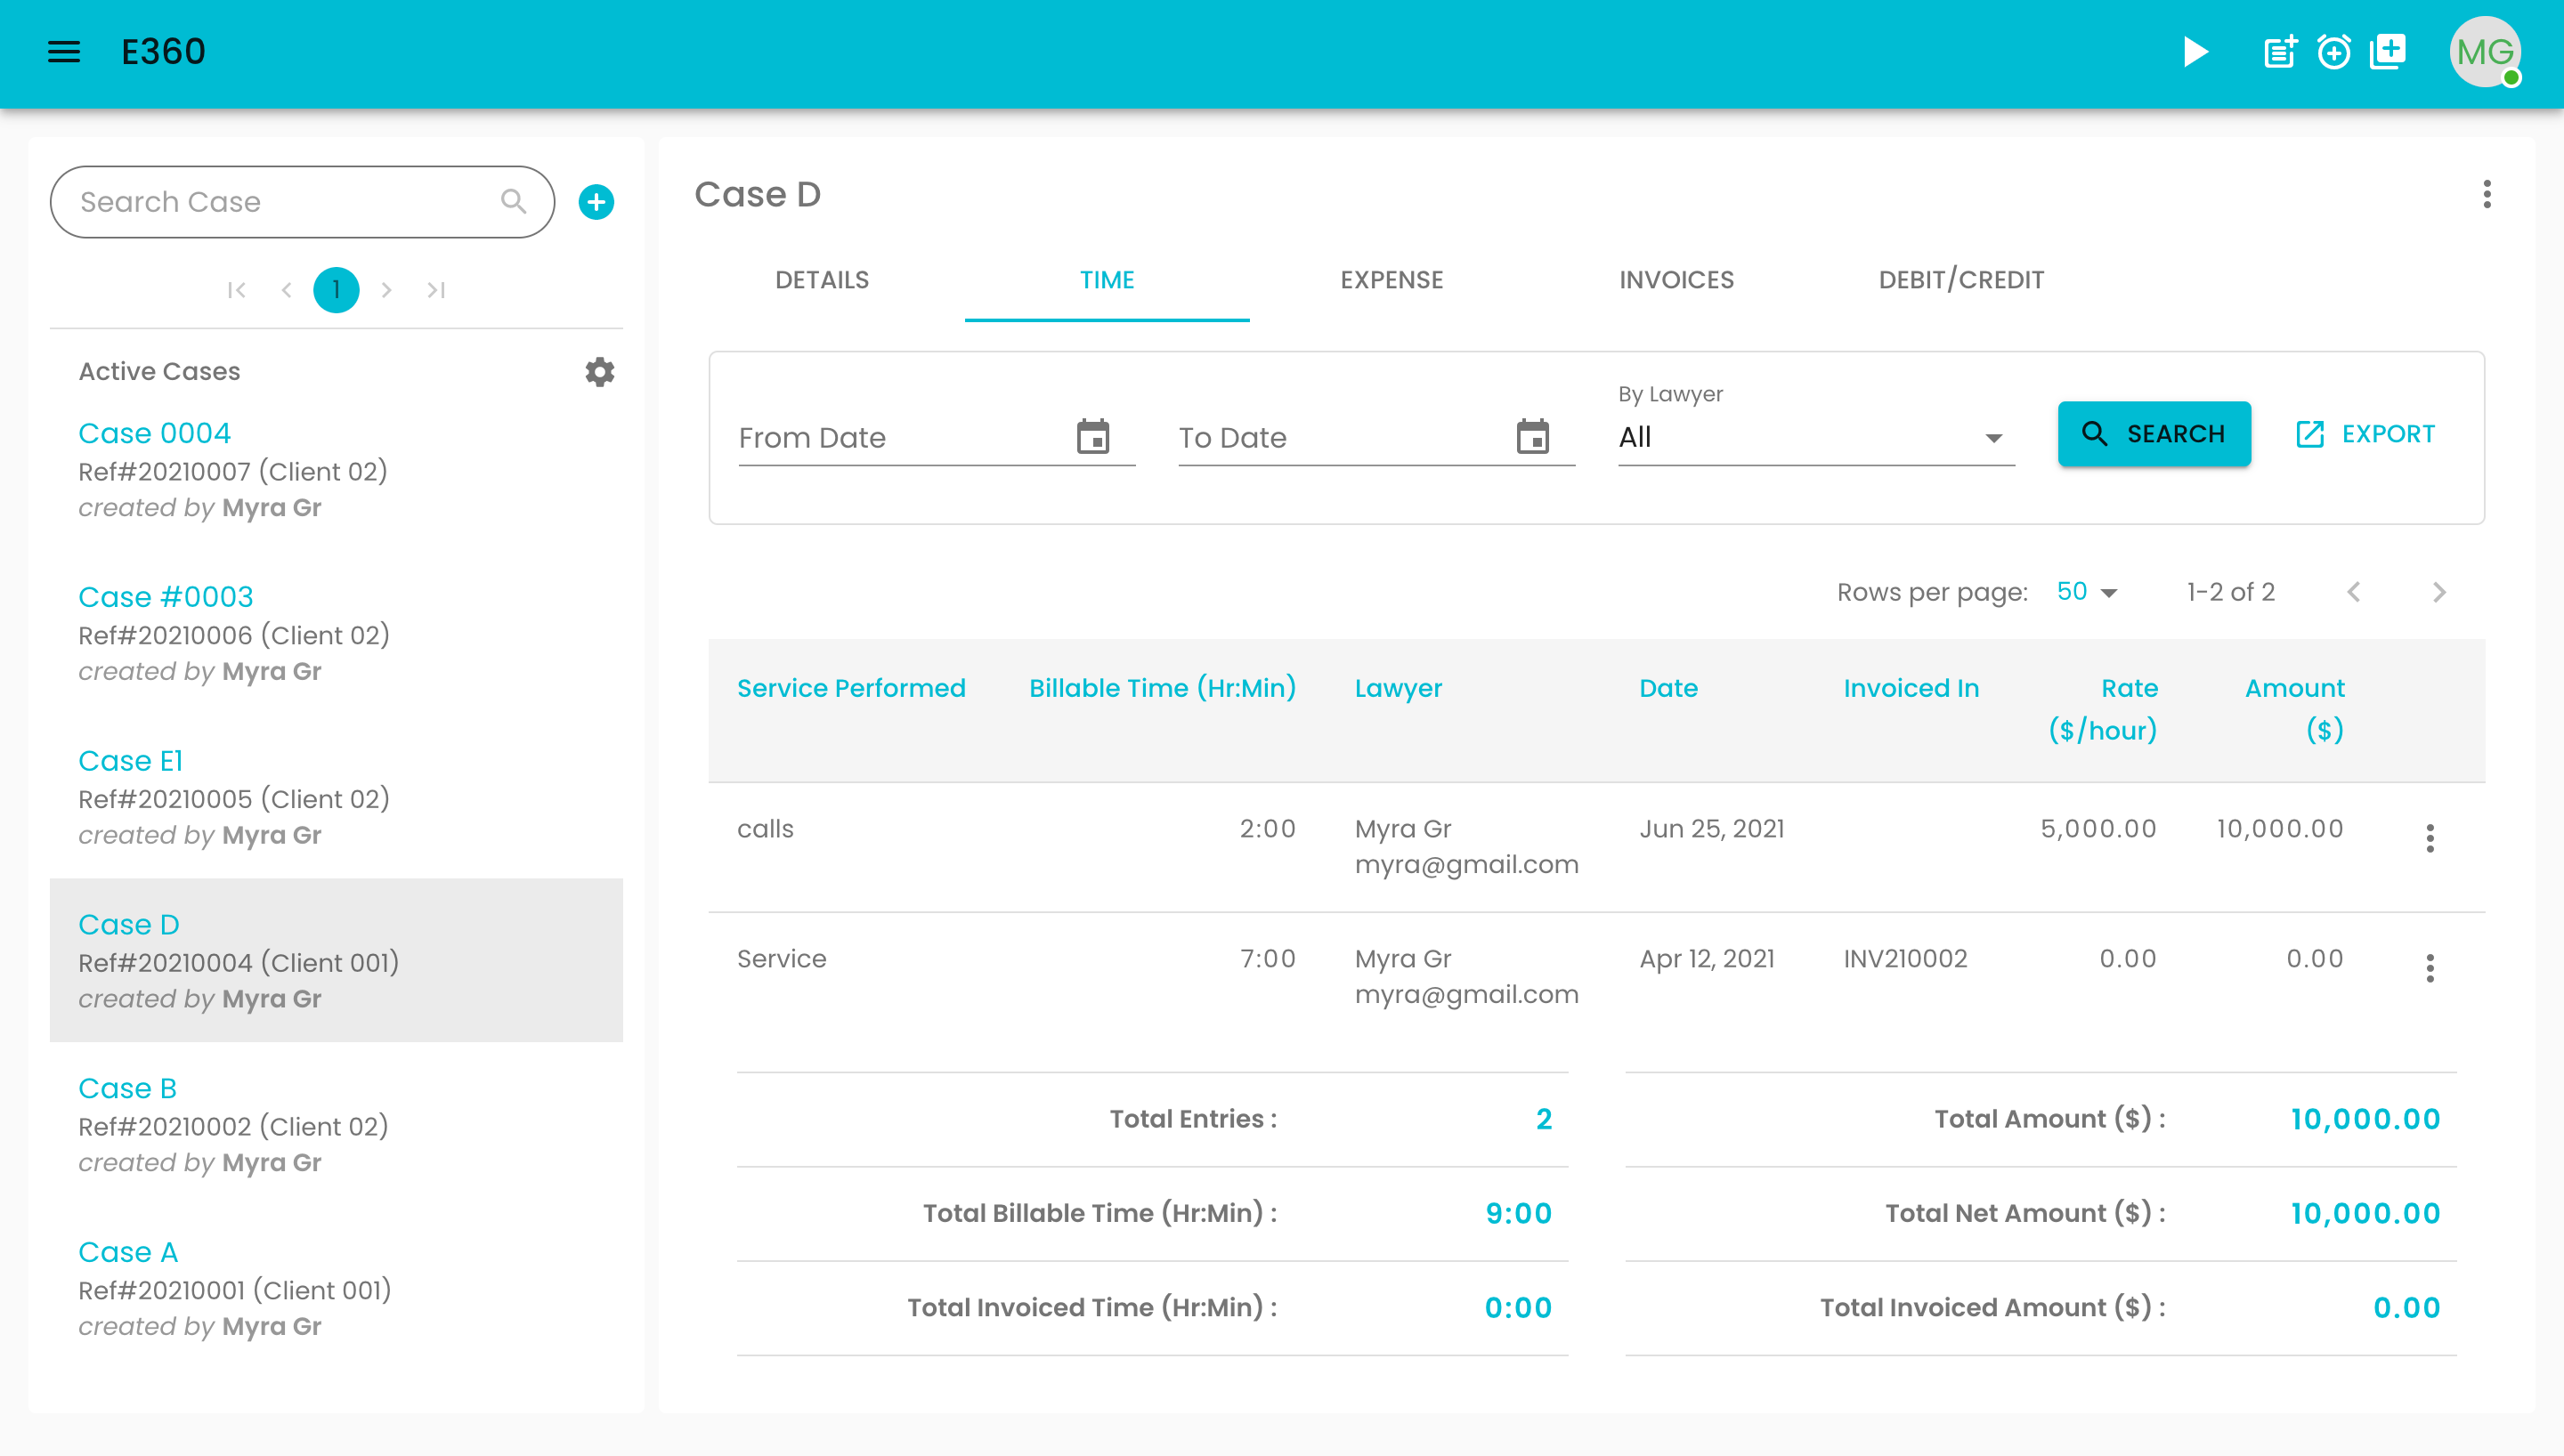 E360
MG
Search Case
1
Active Cases
Case 0004
Ref#20210007 (Client 02)
created by Myra Gr
Case #0003
Ref#20210006 (Client 02)
created by Myra Gr
Case E1
Ref#20210005 (Client 02)
created by Myra Gr
Case D
Ref#20210004 (Client 001)
created by Myra Gr
Case B
Ref#20210002 (Client 02)
created by Myra Gr
Case A
Ref#20210001 (Client 001)
created by Myra Gr
Case D
DETAILS TIME EXPENSE INVOICES DEBIT/CREDIT
By Lawyer
From Date To Date All SEARCH EXPORT
Rows per page: 50 1-2 of 2
Service Performed Billable Time (Hr:Min) Lawyer Date Invoiced In Rate Amount
($/hour) ($)
calls 2:00 Myra Gr Jun 25, 2021 5,000.00 10,000.00
myra@gmail.com
Service 7:00 Myra Gr Apr 12, 2021 INV210002 0.00 0.00
myra@gmail.com
Total Entries : 2 Total Amount ($) : 10,000.00
Total Billable Time (Hr:Min) : 9:00 Total Net Amount ($) : 10,000.00
Total Invoiced Time (Hr:Min) : 0:00 Total Invoiced Amount ($) : 0.00